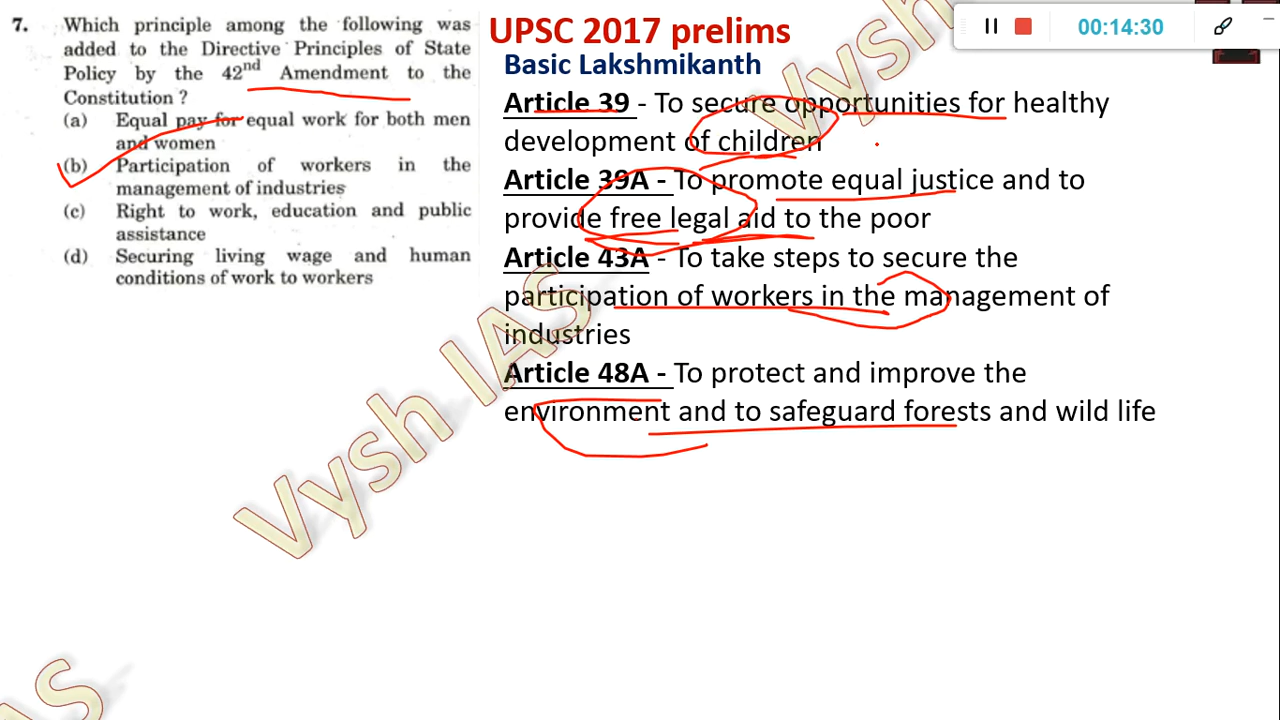 7. Which principle among the following was
added to the Directive Principles of State
Policy by the 42nd Amendment to the
Constitution ?
(a) Equal pay for equal work for both men
and women
(b) Participation of workers in the
management of industries
(c) Right to work, education and public
assistance
(d) Securing living wage and human
conditions of work to workers
UPSC 2017 prelims
Basic Lakshmikanth
Article 39 - To secure opportunities for healthy
development of children
Article 39A - To promote equal justice and to
provide free legal aid to the poor
Article 43A - To take steps to secure the
participation of workers in the management of
industries
Article 48A - To protect and improve the
environment and to safeguard forests and wild life
00:14:30
Vysh
Vysh IAS
AS